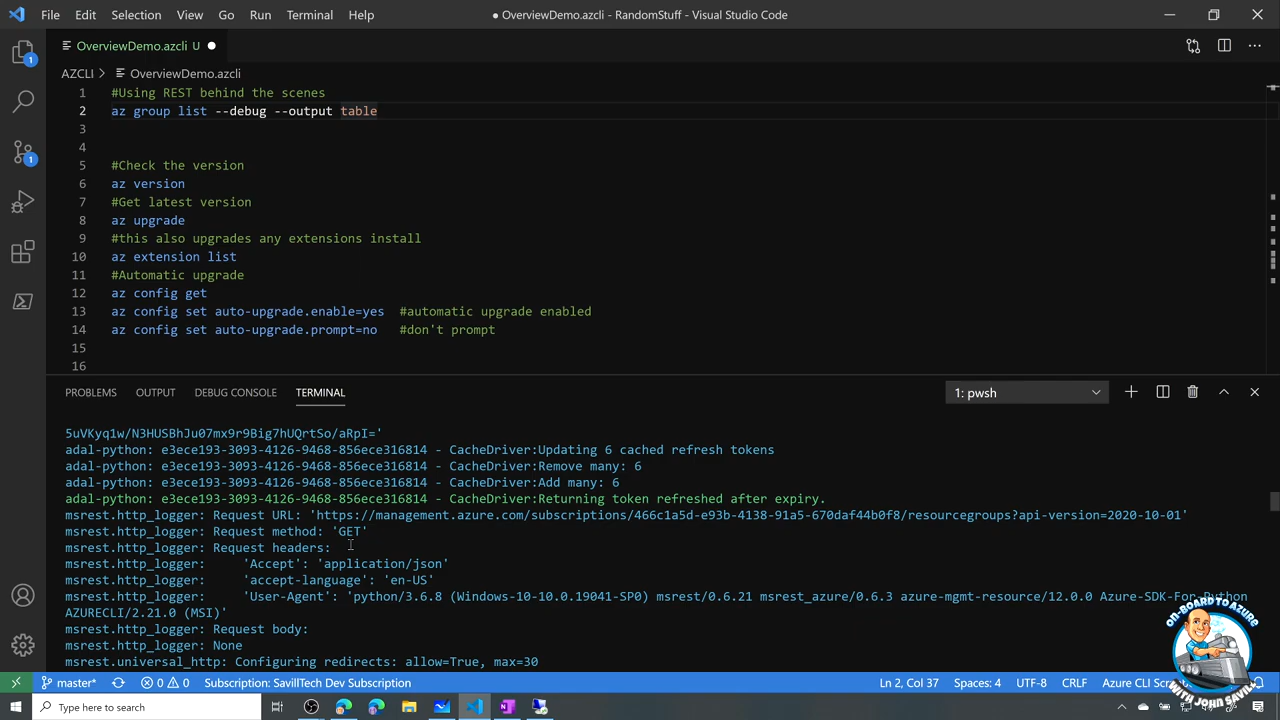 File Edit Selection View Go Run Terminal Help
● OverviewDemo.azcli - RandomStuff - Visual Studio Code
OverviewDemo.azcli U ●
AZCLI > OverviewDemo.azcli
1 #Using REST behind the scenes
2 az group list --debug --output table
3
4
5 #Check the version
6 az version
7 #Get latest version
8 az upgrade
9 #this also upgrades any extensions install
10 az extension list
11 #Automatic upgrade
12 az config get
13 az config set auto-upgrade.enable=yes #automatic upgrade enabled
14 az config set auto-upgrade.prompt=no #don't prompt
15
16
1
1
PROBLEMS OUTPUT DEBUG CONSOLE TERMINAL
1: pwsh
5uVKyq1w/N3HUSBhJu07mx9r9Big7hUQrtSo/aRpI='
adal-python: e3ece193-3093-4126-9468-856ece316814 - CacheDriver:Updating 6 cached refresh tokens
adal-python: e3ece193-3093-4126-9468-856ece316814 - CacheDriver:Remove many: 6
adal-python: e3ece193-3093-4126-9468-856ece316814 - CacheDriver:Add many: 6
adal-python: e3ece193-3093-4126-9468-856ece316814 - CacheDriver:Returning token refreshed after expiry.
msrest.http_logger: Request URL: 'https://management.azure.com/subscriptions/466c1a5d-e93b-4138-91a5-670daf44b0f8/resourcegroups?api-version=2020-10-01'
msrest.http_logger: Request method: 'GET'
msrest.http_logger: Request headers:
msrest.http_logger: 'Accept': 'application/json'
msrest.http_logger: 'accept-language': 'en-US'
msrest.http_logger: 'User-Agent': 'python/3.6.8 (Windows-10-10.0.19041-SP0) msrest/0.6.21 msrest_azure/0.6.3 azure-mgmt-resource/12.0.0 Azure-SDK-For-Python
AZURECLI/2.21.0 (MSI)'
msrest.http_logger: Request body:
msrest.http_logger: None
msrest.universal_http: Configuring redirects: allow=True, max=30
ON-BOARD TO AZURE
WITH JOHN SAVILL
master* 0 0 Subscription: SavillTech Dev Subscription
Ln 2, Col 37 Spaces: 4 UTF-8 CRLF Azure CLI Scr
Type here to search